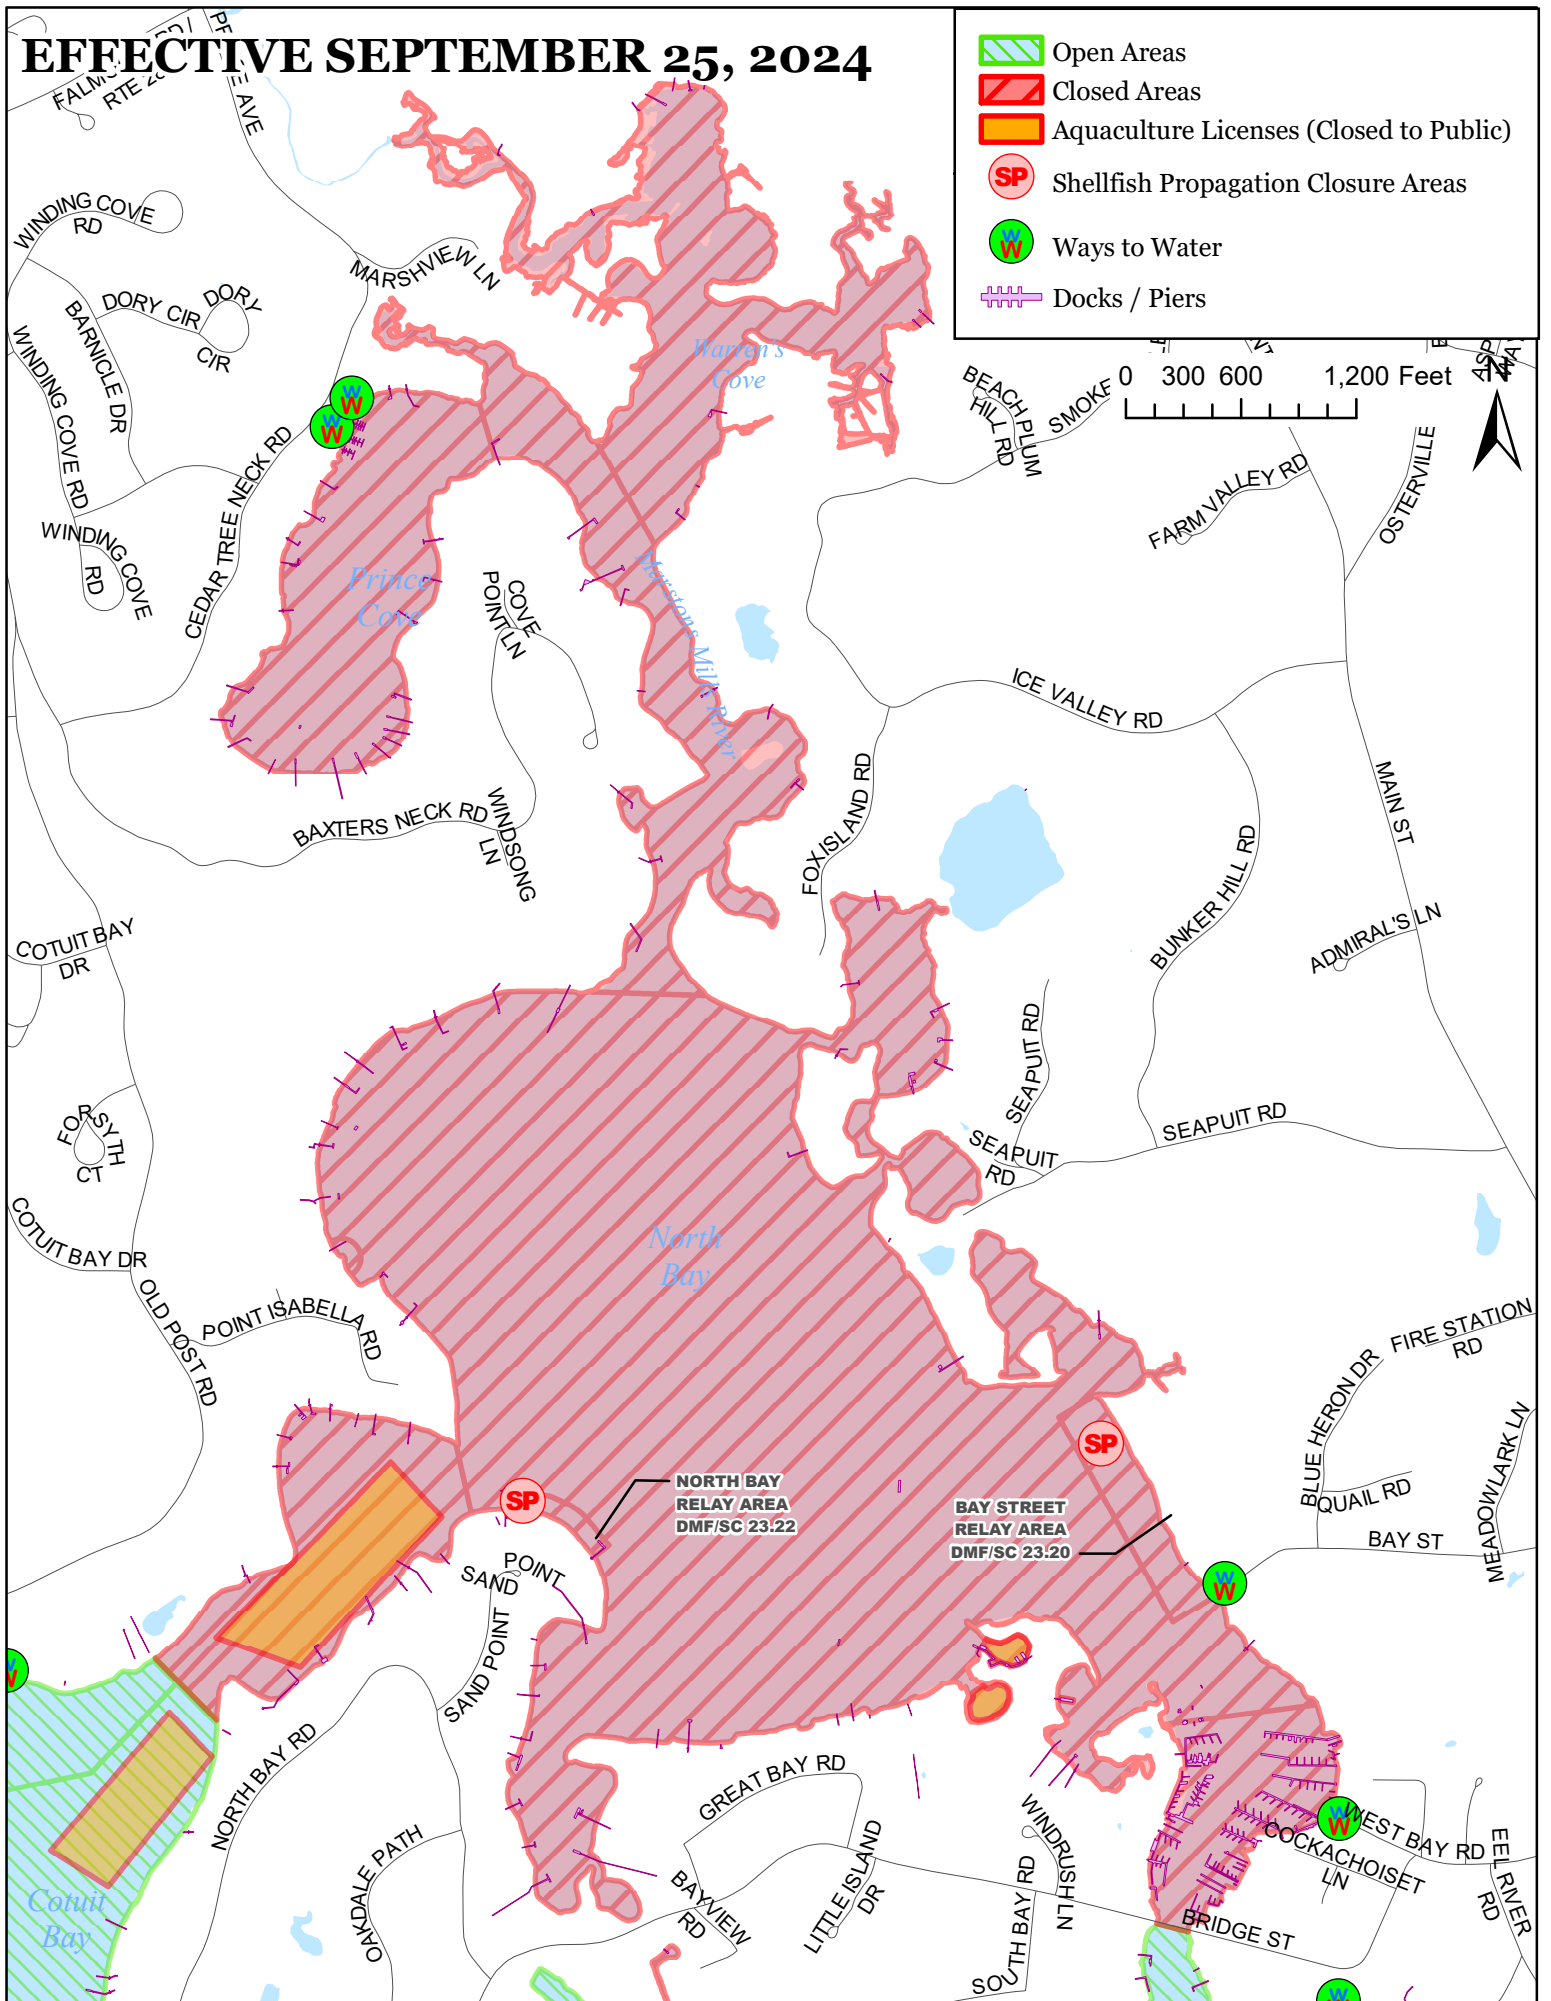 EFFECTIVE SEPTEMBER 25, 2024
Open Areas
Closed Areas
Aquaculture Licenses (Closed to Public)
SP
Shellfish Propagation Closure Areas
W
W
Ways to Water
Docks / Piers
0 300 600 1,200 Feet
N
RTE
AVE
WINDING COVE
RD
MARSHVIEW LN
DORY CIR
DORY
CIR
BARNICLE DR
WINDING COVE RD
WINDING COVE
RD
CEDAR TREE NECK RD
W
W
W
W
Warren's
Cove
BEACH PLUM
HILL RD
SMOKE
FARM VALLEY RD
OSTERVILLE
Prince
Cove
COVE
POINT LN
Marstons Mills River
ICE VALLEY RD
MAIN ST
BAXTERS NECK RD
WINDSONG
LN
FOX ISLAND RD
BUNKER HILL RD
ADMIRAL'S LN
COTUIT BAY
DR
SEAPUIT RD
SEAPUIT RD
SEAPUIT
RD
FORSYTH
CT
COTUIT BAY DR
North
Bay
OLD POST RD
POINT ISABELLA RD
FIRE STATION
RD
BLUE HERON DR
MEADOWLARK LN
QUAIL RD
BAY ST
SP
SP
NORTH BAY
RELAY AREA
DMF/SC 23.22
BAY STREET
RELAY AREA
DMF/SC 23.20
W
W
SAND POINT
SAND POINT
NORTH BAY RD
GREAT BAY RD
OAKDALE PATH
BAYVIEW
RD
LITTLE ISLAND
DR
WINDRUSH LN
SOUTH BAY RD
W
W
WEST BAY RD
COCKACHOISET
LN
EEL RIVER
RD
BRIDGE ST
Cotuit
Bay
W